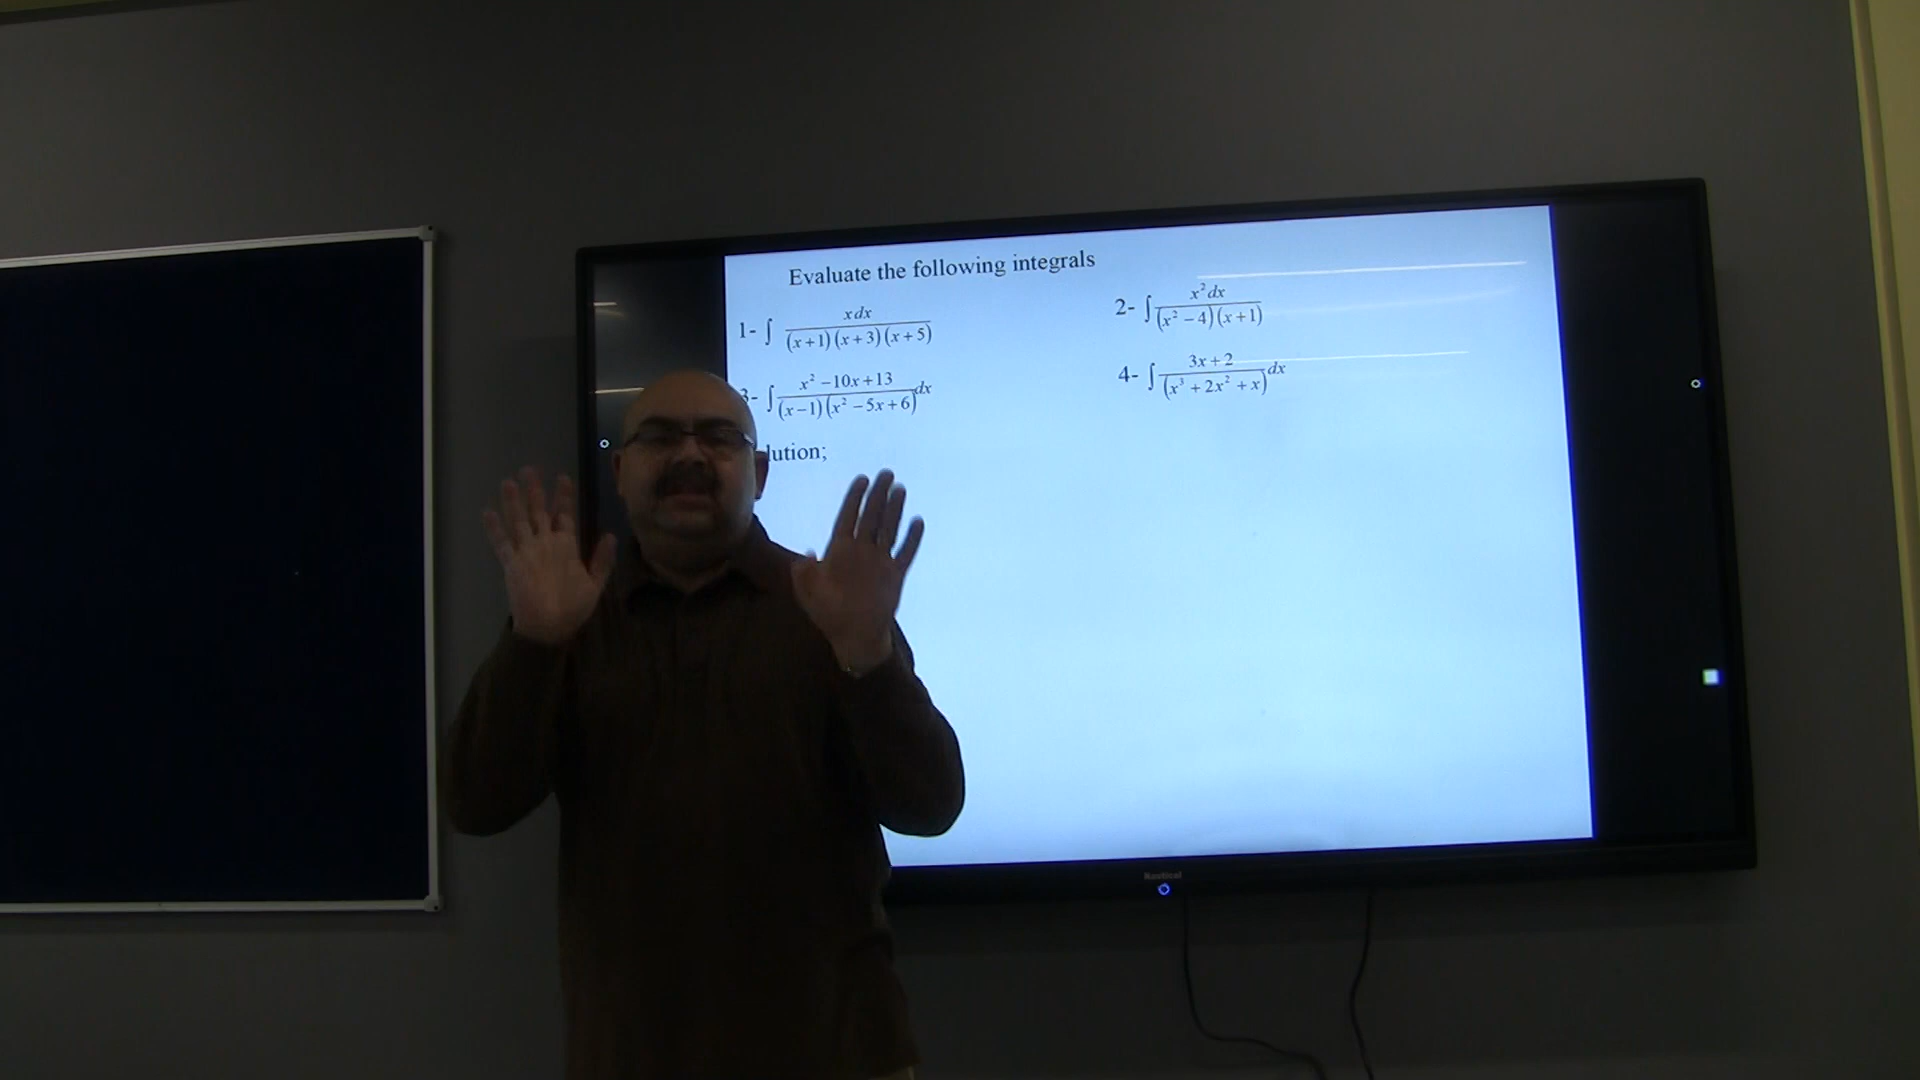 Evaluate the following integrals
1- ∫ x dx / (x+1)(x+3)(x+5)
2- ∫ x² dx / (x² − 4)(x+1)
3- ∫ x² − 10x + 13 / (x−1)(x² − 5x + 6) dx
4- ∫ 3x + 2 / (x³ + 2x² + x) dx
lution;